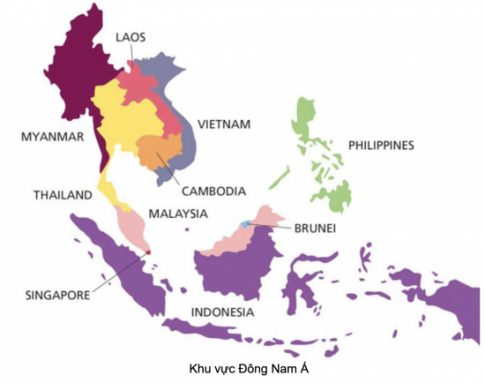 LAOS
MYANMAR
VIETNAM
PHILIPPINES
THAILAND
CAMBODIA
MALAYSIA
BRUNEI
SINGAPORE
INDONESIA
Khu vực Đông Nam Á